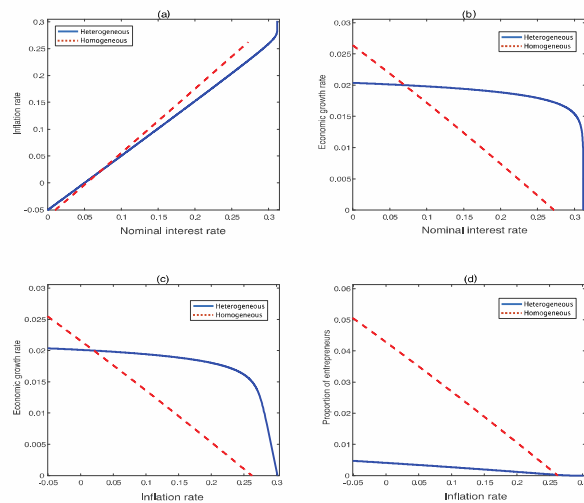 (a)
Heterogeneous
Homogeneous
Inflation rate
0.25
0.2
0.15
0.1
0.05
0
-0.05
0 0.05 0.1 0.15 0.2 0.25 0.3
Nominal interest rate
(b)
Heterogeneous
Homogeneous
Economic growth rate
0.03
0.025
0.02
0.015
0.01
0.005
0
0 0.05 0.1 0.15 0.2 0.25 0.3
Nominal interest rate
(c)
Heterogeneous
Homogeneous
Economic growth rate
0.03
0.025
0.02
0.015
0.01
0.005
0
-0.05 0 0.05 0.1 0.15 0.2 0.25 0.3
Inflation rate
(d)
Heterogeneous
Homogeneous
Proportion of entrepreneurs
0.06
0.05
0.04
0.03
0.02
0.01
0
-0.05 0 0.05 0.1 0.15 0.2 0.25 0.3
Inflation rate